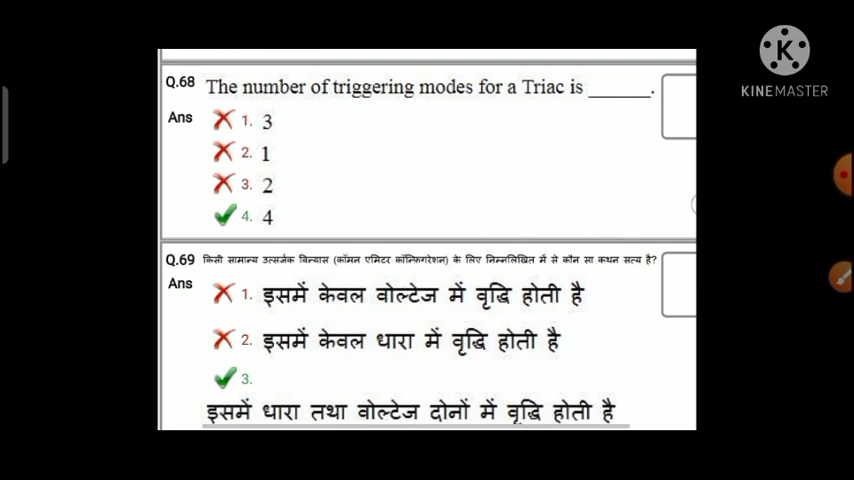 KINEMASTER
Q.68 The number of triggering modes for a Triac is ______.
Ans
1. 3
2. 1
3. 2
4. 4
Q.69 किसी सामान्य उत्सर्जक विन्यास (कॉमन एमिटर कॉन्फिगरेशन) के लिए निम्नलिखित में से कौन सा कथन सत्य है?
Ans
1. इसमें केवल वोल्टेज में वृद्धि होती है
2. इसमें केवल धारा में वृद्धि होती है
3.
इसमें धारा तथा वोल्टेज दोनों में वृद्धि होती है